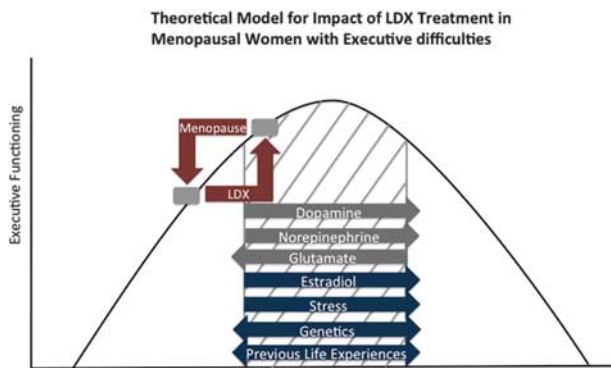 Theoretical Model for Impact of LDX Treatment in
Menopausal Women with Executive difficulties
Executive Functioning
Menopause
LDX
Dopamine
Norepinephrine
Glutamate
Estradiol
Stress
Genetics
Previous Life Experiences